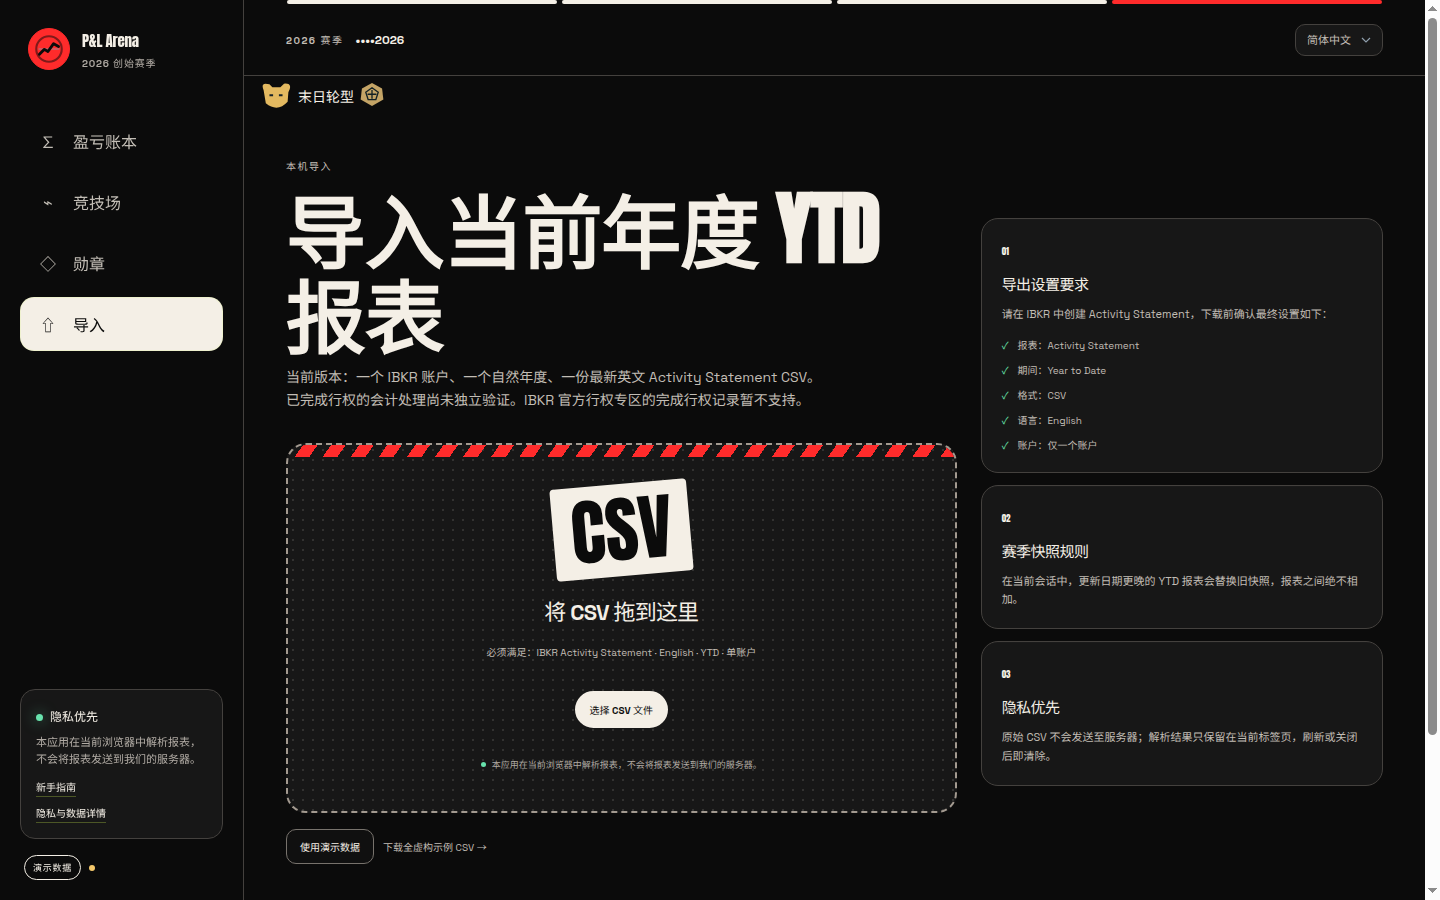 P&L Arena
2026 创始赛季
Σ 盈亏账本
竞技场
勋章
导入
隐私优先
本应用在当前浏览器中解析报表，
不会将报表发送到我们的服务器。
新手指南
隐私与数据详情
演示数据
2026 赛季 ••••2026
简体中文
末日轮型
本机导入
导入当前年度 YTD
报表
当前版本：一个 IBKR 账户、一个自然年度、一份最新英文 Activity Statement CSV。
已完成行权的会计处理尚未独立验证。IBKR 官方行权专区的完成行权记录暂不支持。
CSV
将 CSV 拖到这里
必须满足：IBKR Activity Statement · English · YTD · 单账户
选择 CSV 文件
本应用在当前浏览器中解析报表，不会将报表发送到我们的服务器。
使用演示数据
下载全虚构示例 CSV →
01
导出设置要求
请在 IBKR 中创建 Activity Statement，下载前确认最终设置如下：
✓ 报表：Activity Statement
✓ 期间：Year to Date
✓ 格式：CSV
✓ 语言：English
✓ 账户：仅一个账户
02
赛季快照规则
在当前会话中，更新日期更晚的 YTD 报表会替换旧快照，报表之间绝不相
加。
03
隐私优先
原始 CSV 不会发送至服务器；解析结果只保留在当前标签页，刷新或关闭
后即清除。